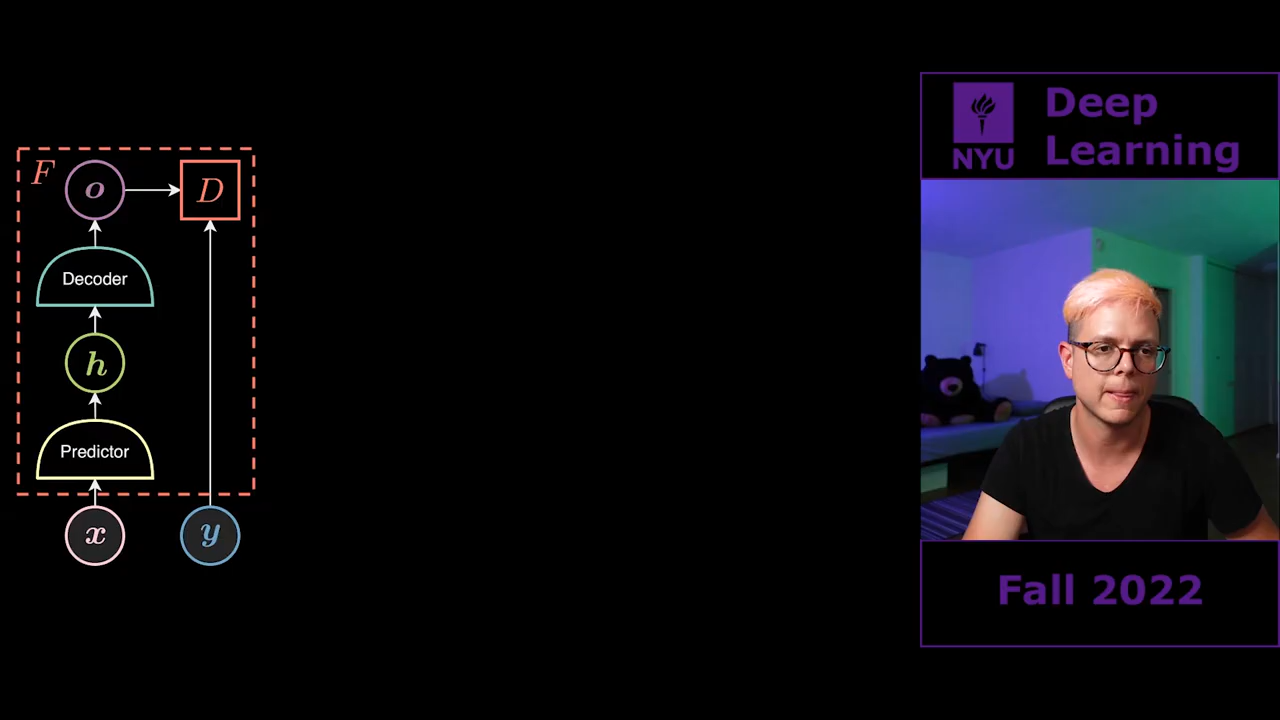 F
o
D
Decoder
h
Predictor
x
y
NYU
Deep
Learning
Fall 2022